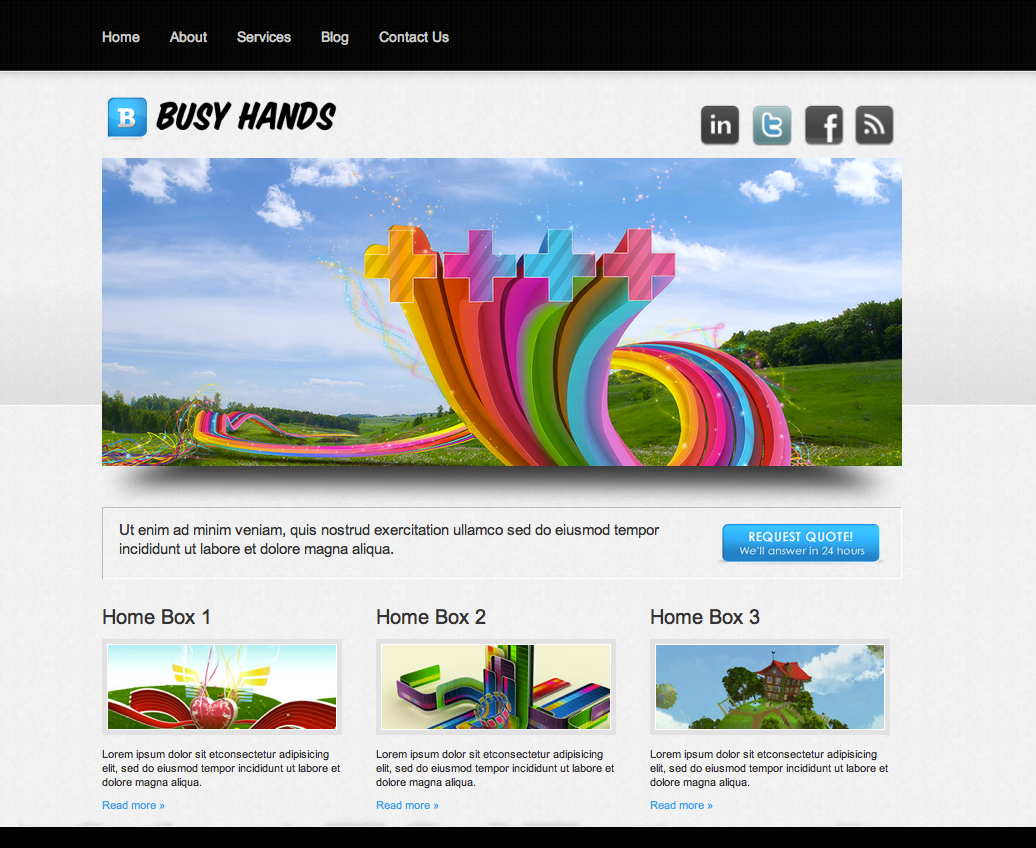 Home About Services Blog Contact Us
B BUSY HANDS
in t f
Ut enim ad minim veniam, quis nostrud exercitation ullamco sed do eiusmod tempor
incididunt ut labore et dolore magna aliqua.
REQUEST QUOTE!
We'll answer in 24 hours
Home Box 1
Lorem ipsum dolor sit etconsectetur adipisicing
elit, sed do eiusmod tempor incididunt ut labore et
dolore magna aliqua.
Read more »
Home Box 2
Lorem ipsum dolor sit etconsectetur adipisicing
elit, sed do eiusmod tempor incididunt ut labore et
dolore magna aliqua.
Read more »
Home Box 3
Lorem ipsum dolor sit etconsectetur adipisicing
elit, sed do eiusmod tempor incididunt ut labore et
dolore magna aliqua.
Read more »